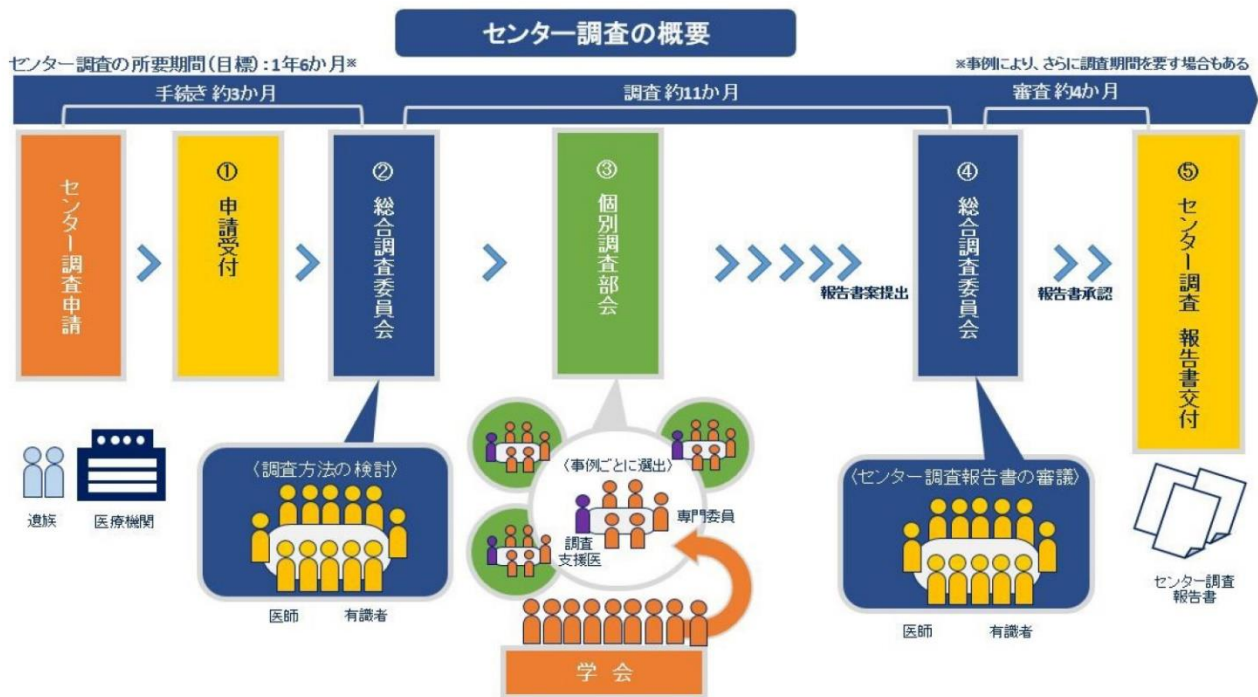 センター調査の概要
センター調査の所要期間（目標）：1年6か月※
※事例により、さらに調査期間を要す場合もある
手続き 約3か月
調査 約11か月
審査 約4か月
センター調査申請
① 申請受付
② 総合調査委員会
③ 個別調査部会
報告書案提出
④ 総合調査委員会
報告書承認
⑤ センター調査 報告書交付
遺族
医療機関
〈調査方法の検討〉
医師
有識者
〈事例ごとに選出〉
専門委員
調査
支援医
学 会
〈センター調査報告書の審議〉
医師
有識者
センター調査
報告書